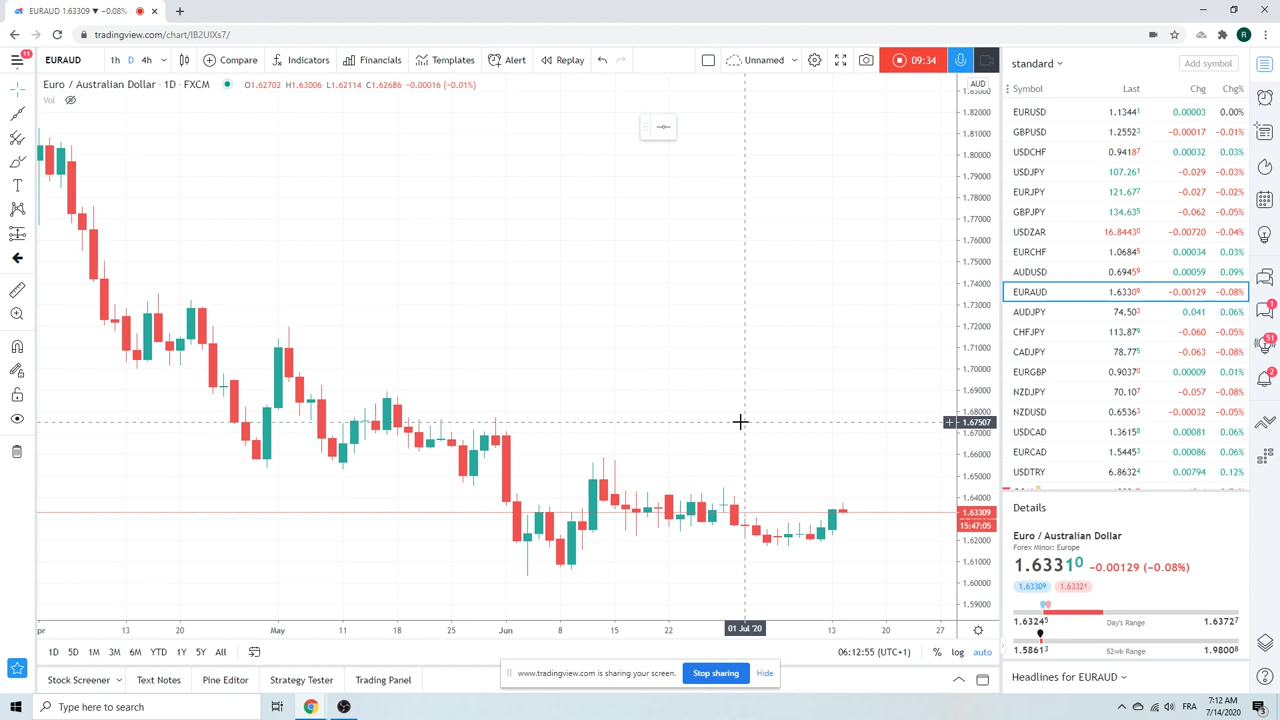 EURAUD 1.63309 ▼ −0.08%
tradingview.com/chart/IB2UIXs7/
R
11
EURAUD 1h D 4h Compare Indicators Financials Templates Alert Replay Unnamed 09:34
standard Add symbol
Euro / Australian Dollar · 1D · FXCM O1.62702 H1.63006 L1.62114 C1.62686 −0.00016 (−0.01%)
Vol
AUD
Symbol Last Chg Chg%
EURUSD 1.13441 0.00003 0.00%
GBPUSD 1.25523 −0.00017 −0.01%
USDCHF 0.94187 0.00032 0.03%
USDJPY 107.261 −0.029 −0.03%
EURJPY 121.677 −0.027 −0.02%
GBPJPY 134.635 −0.062 −0.05%
USDZAR 16.84430 −0.00720 −0.04%
EURCHF 1.06845 0.00034 0.03%
AUDUSD 0.69459 0.00059 0.09%
EURAUD 1.63309 −0.00129 −0.08%
AUDJPY 74.503 0.041 0.06%
CHFJPY 113.879 −0.060 −0.05%
CADJPY 78.775 −0.063 −0.08%
EURGBP 0.90370 0.00009 0.01%
NZDJPY 70.107 −0.057 −0.08%
NZDUSD 0.65363 −0.00032 −0.05%
USDCAD 1.36158 0.00081 0.06%
EURCAD 1.54453 0.00086 0.06%
USDTRY 6.86324 0.00794 0.12%
1.83000
1.82000
1.81000
1.80000
1.79000
1.78000
1.77000
1.76000
1.75000
1.74000
1.73000
1.72000
1.71000
1.70000
1.69000
1.68000
1.67507
1.67000
1.66000
1.65000
1.64000
1.63309
15:47:05
1.62000
1.61000
1.60000
1.59000
13 20 May 11 18 25 Jun 8 15 22 01 Jul '20 13 20 27
1D 5D 1M 3M 6M YTD 1Y 5Y All
06:12:55 (UTC+1) % log auto
Details
Euro / Australian Dollar
Forex Minor: Europe
1.63310 −0.00129 (−0.08%)
1.63309 1.63321
1.63245 Day's Range 1.63727
1.58613 52wk Range 1.98008
Headlines for EURAUD
1
51
2
Stock Screener Text Notes Pine Editor Strategy Tester Trading Panel
www.tradingview.com is sharing your screen. Stop sharing Hide
Type here to search
FRA
7:12 AM
7/14/2020